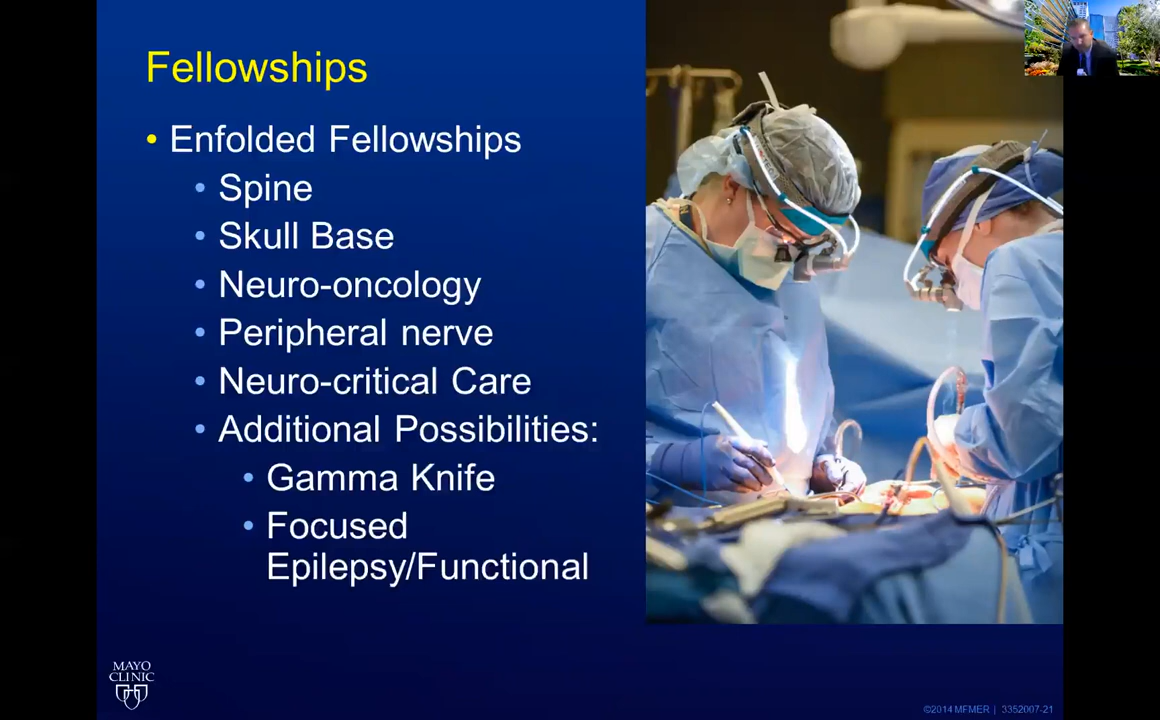 Fellowships
• Enfolded Fellowships
• Spine
• Skull Base
• Neuro-oncology
• Peripheral nerve
• Neuro-critical Care
• Additional Possibilities:
• Gamma Knife
• Focused
Epilepsy/Functional
MAYO
CLINIC
©2014 MFMER | 3352007-21